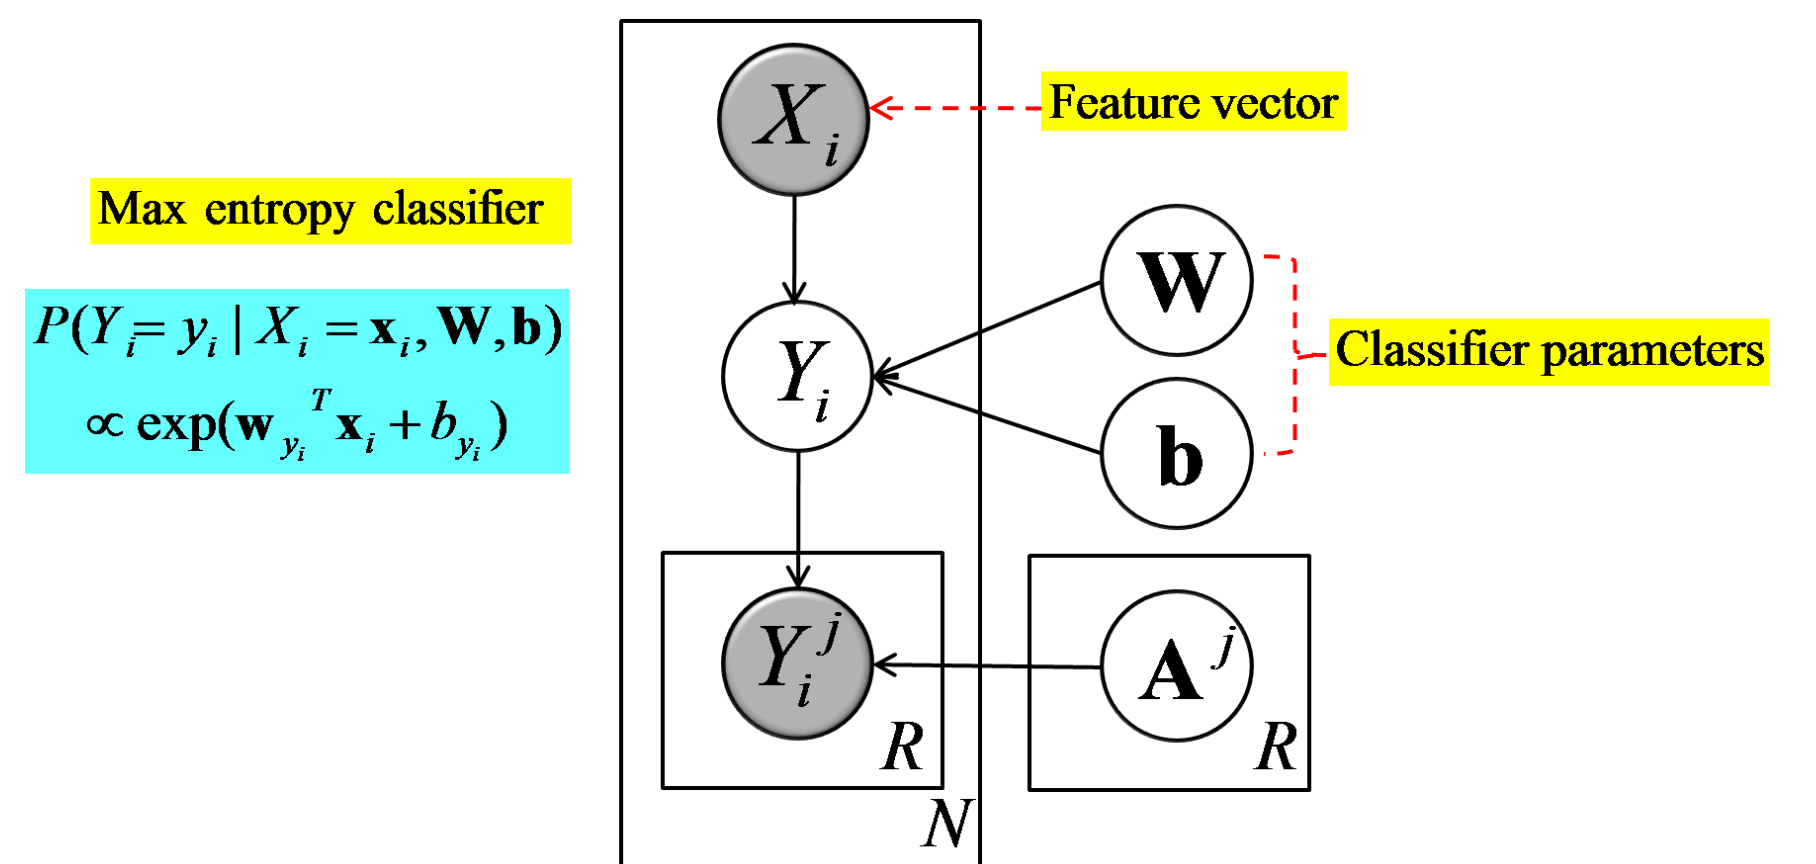 X_i
Feature vector
Max entropy classifier
P(Y_i = y_i | X_i = x_i, W, b)
∝ exp(w_{y_i}^T x_i + b_{y_i})
W
Y_i
Classifier parameters
b
Y_i^j
A^j
R
R
N